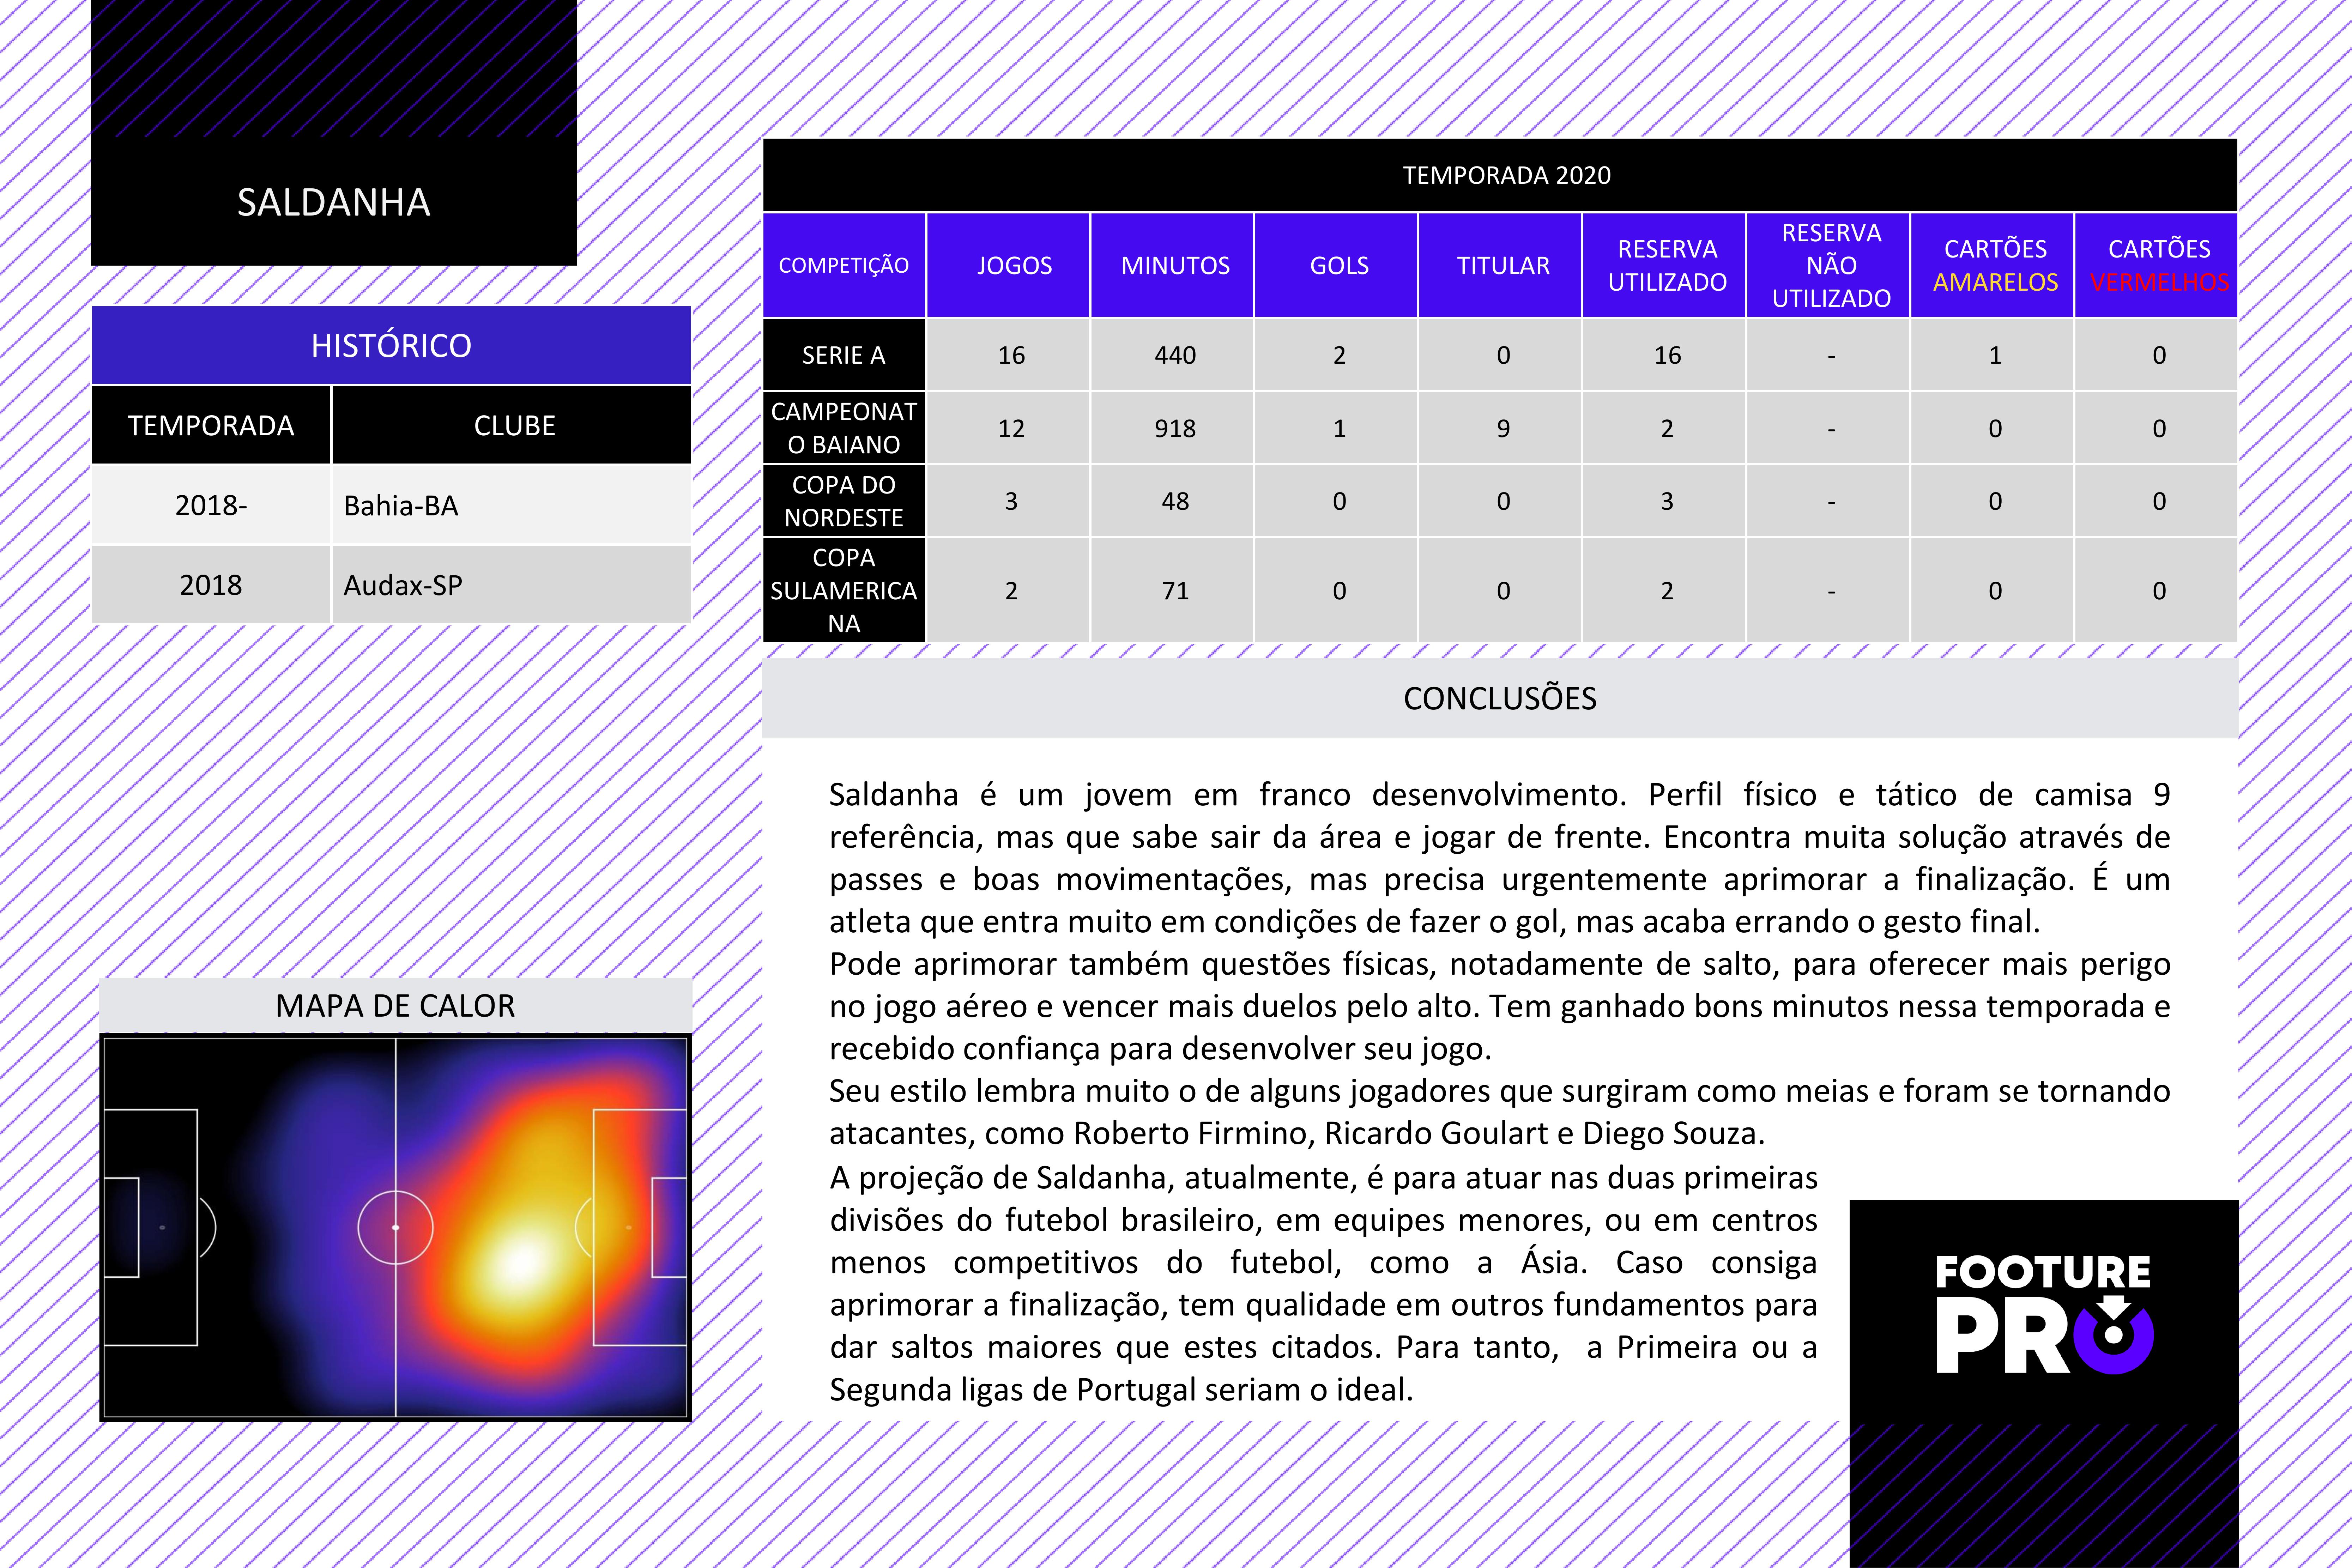 SALDANHA
HISTÓRICO
TEMPORADA CLUBE
2018- Bahia-BA
2018 Audax-SP
MAPA DE CALOR
TEMPORADA 2020
COMPETIÇÃO JOGOS MINUTOS GOLS TITULAR RESERVA UTILIZADO RESERVA NÃO UTILIZADO CARTÕES AMARELOS CARTÕES VERMELHOS
SERIE A 16 440 2 0 16 - 1 0
CAMPEONAT
O BAIANO 12 918 1 9 2 - 0 0
COPA DO
NORDESTE 3 48 0 0 3 - 0 0
COPA
SULAMERICA
NA 2 71 0 0 2 - 0 0
CONCLUSÕES
Saldanha é um jovem em franco desenvolvimento. Perfil físico e tático de camisa 9
referência, mas que sabe sair da área e jogar de frente. Encontra muita solução através de
passes e boas movimentações, mas precisa urgentemente aprimorar a finalização. É um
atleta que entra muito em condições de fazer o gol, mas acaba errando o gesto final.
Pode aprimorar também questões físicas, notadamente de salto, para oferecer mais perigo
no jogo aéreo e vencer mais duelos pelo alto. Tem ganhado bons minutos nessa temporada e
recebido confiança para desenvolver seu jogo.
Seu estilo lembra muito o de alguns jogadores que surgiram como meias e foram se tornando
atacantes, como Roberto Firmino, Ricardo Goulart e Diego Souza.
A projeção de Saldanha, atualmente, é para atuar nas duas primeiras
divisões do futebol brasileiro, em equipes menores, ou em centros
menos competitivos do futebol, como a Ásia. Caso consiga
aprimorar a finalização, tem qualidade em outros fundamentos para
dar saltos maiores que estes citados. Para tanto, a Primeira ou a
Segunda ligas de Portugal seriam o ideal.
FOOTURE
PRO